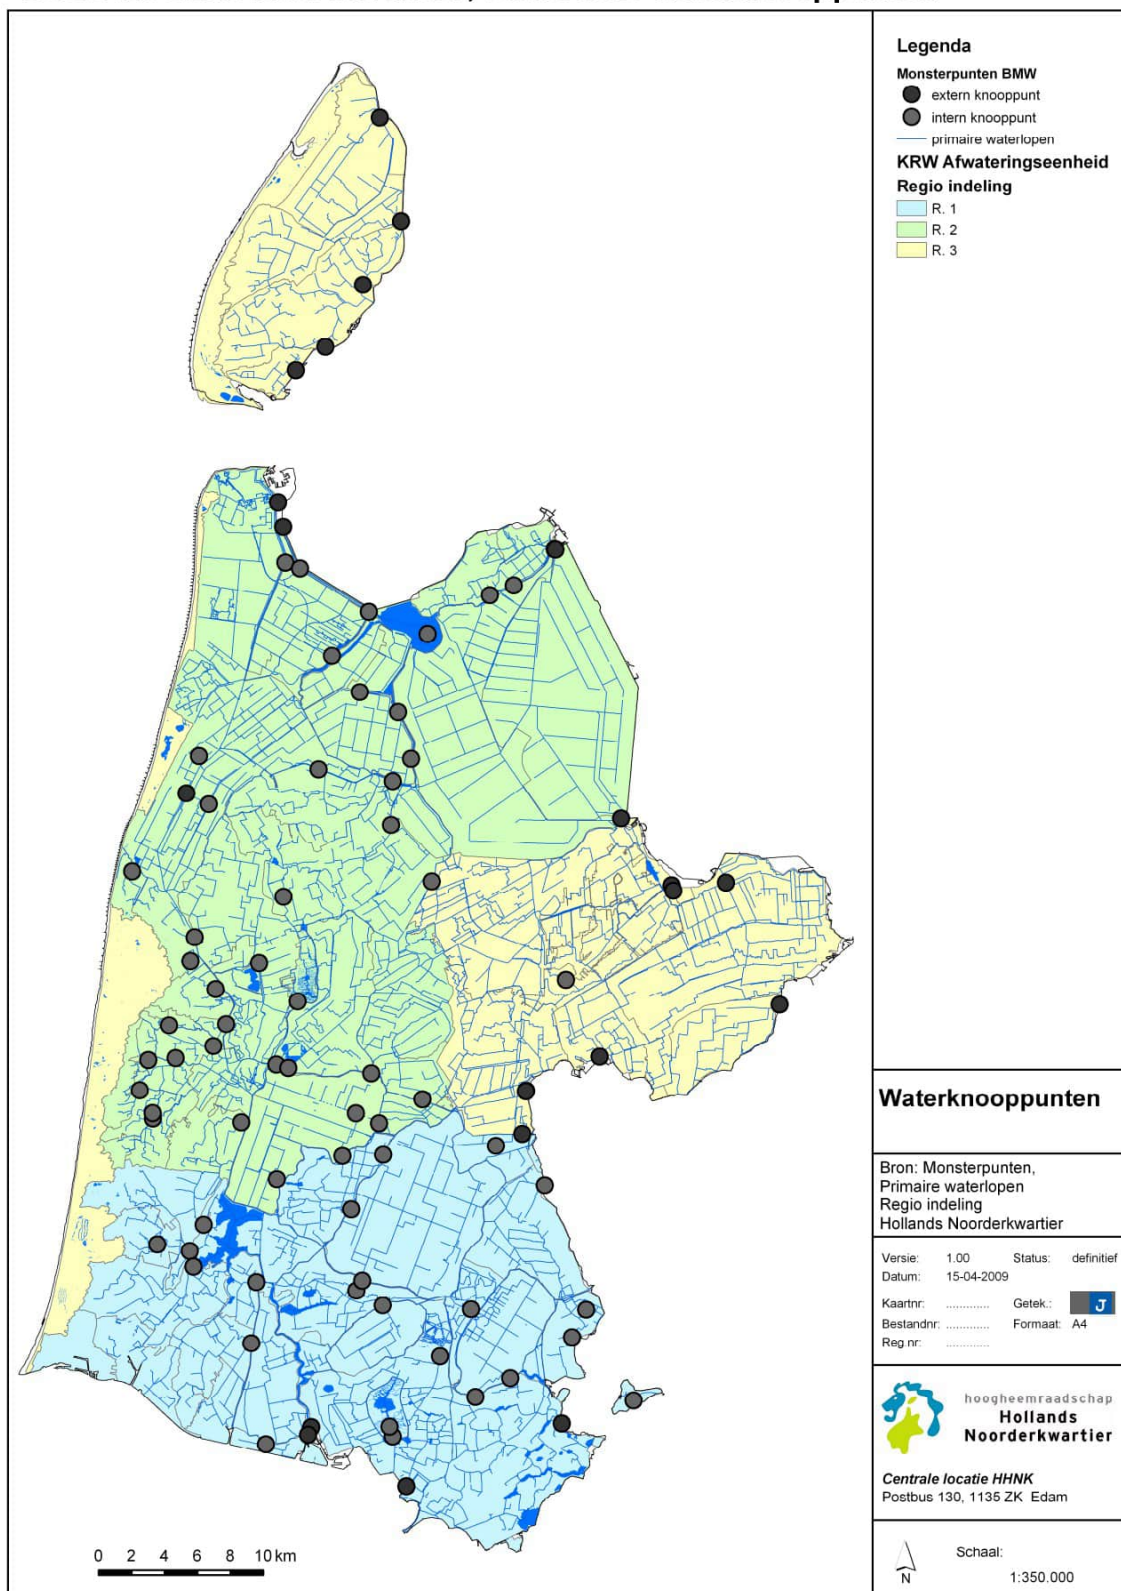 Legenda
Monsterpunten BMW
extern knooppunt
intern knooppunt
primaire waterlopen
KRW Afwateringseenheid
Regio indeling
R. 1
R. 2
R. 3
Waterknooppunten
Bron: Monsterpunten,
Primaire waterlopen
Regio indeling
Hollands Noorderkwartier
Versie: 1.00 Status: definitief
Datum: 15-04-2009
Kaartnr: ............. Getek.: J
Bestandnr: ............. Formaat: A4
Reg.nr: .............
hoogheemraadschap
Hollands
Noorderkwartier
Centrale locatie HHNK
Postbus 130, 1135 ZK Edam
0 2 4 6 8 10 km
N
Schaal:
1:350.000